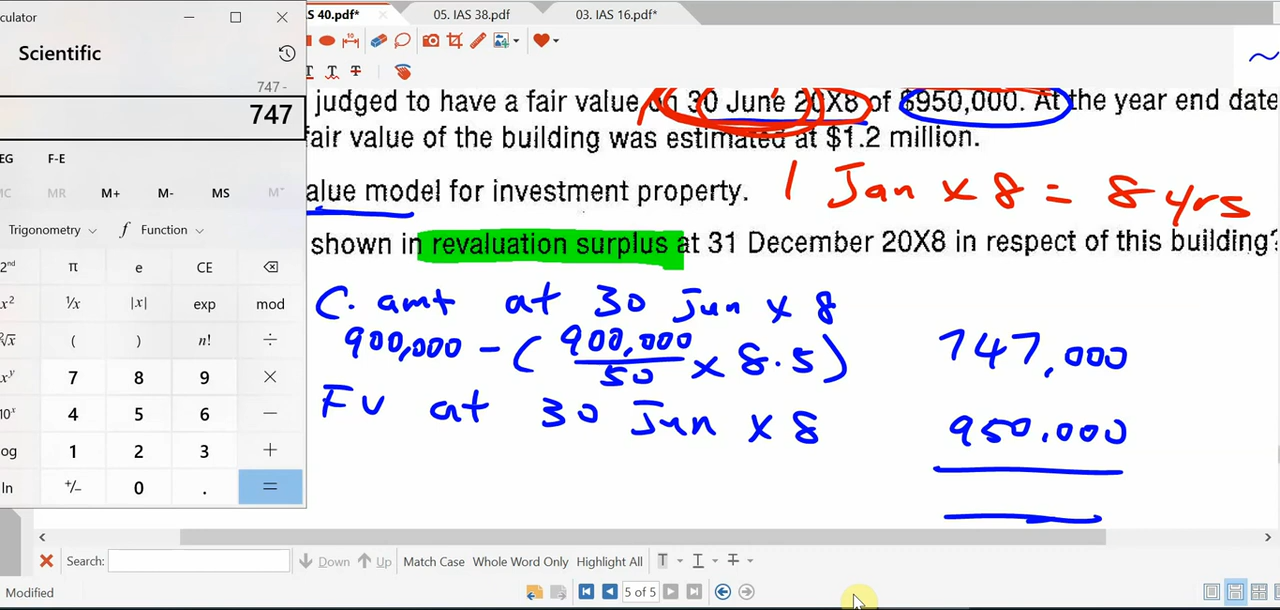 culator
Scientific
747 -
747
EG F-E
MC MR M+ M- MS
Trigonometry Function
2nd π e CE
x² ¹/x |x| exp mod
( ) n! ÷
7 8 9 ×
10ˣ 4 5 6 −
og 1 2 3 +
ln +/− 0 . =
S 40.pdf* 05. IAS 38.pdf 03. IAS 16.pdf*
judged to have a fair value on 30 June 20X8 of $950,000. At the year end date
fair value of the building was estimated at $1.2 million.
alue model for investment property. 1 Jan x 8 = 8 yrs
shown in revaluation surplus at 31 December 20X8 in respect of this building?
C. amt at 30 Jun x 8
900,000 - ( 900,000 / 50 x 8.5 ) 747,000
FV at 30 Jun x 8 950,000
Search: Down Up Match Case Whole Word Only Highlight All T T T
Modified 5 of 5